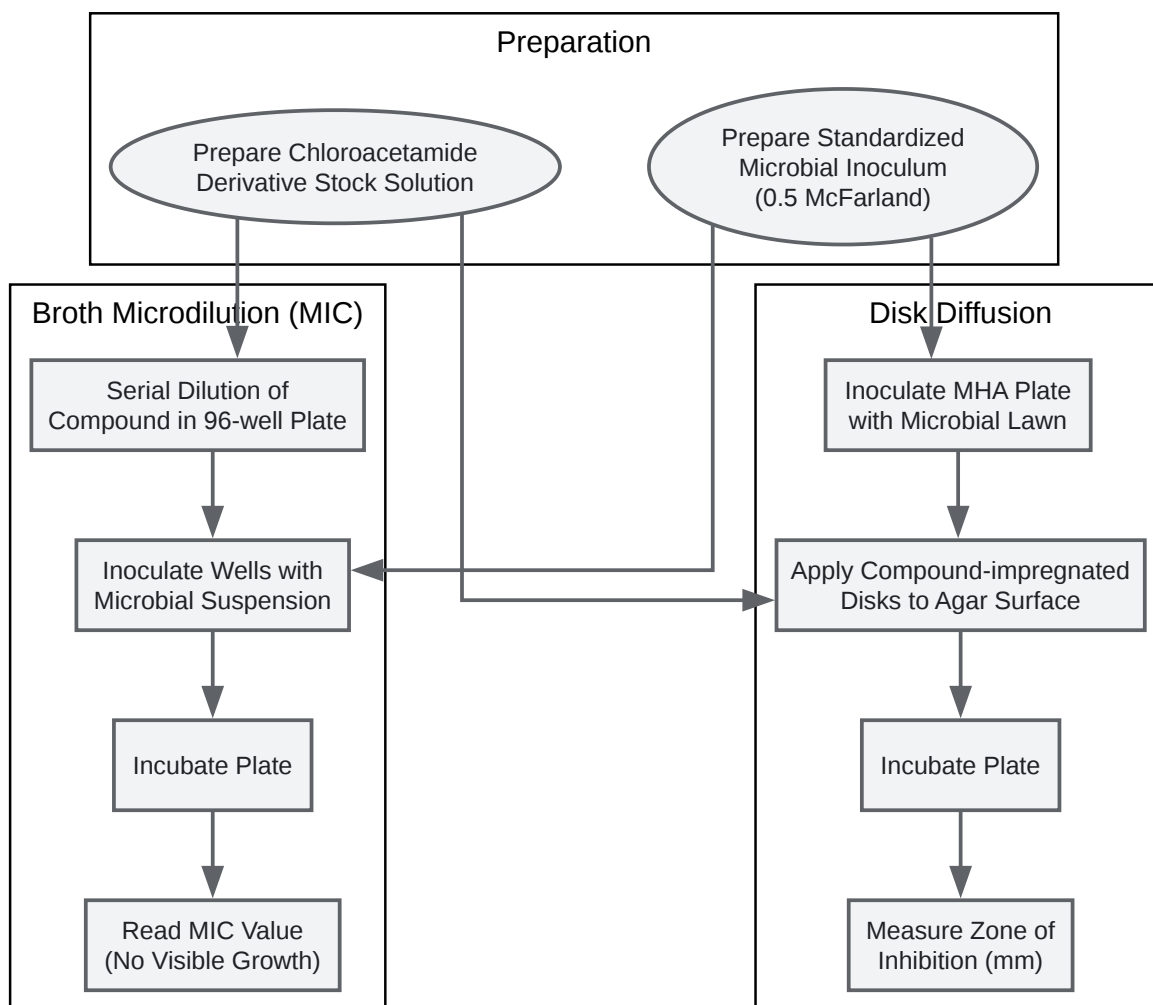 Preparation
Prepare Chloroacetamide
Derivative Stock Solution
Prepare Standardized
Microbial Inoculum
(0.5 McFarland)
Broth Microdilution (MIC)
Serial Dilution of
Compound in 96-well Plate
Inoculate Wells with
Microbial Suspension
Incubate Plate
Read MIC Value
(No Visible Growth)
Disk Diffusion
Inoculate MHA Plate
with Microbial Lawn
Apply Compound-impregnated
Disks to Agar Surface
Incubate Plate
Measure Zone of
Inhibition (mm)